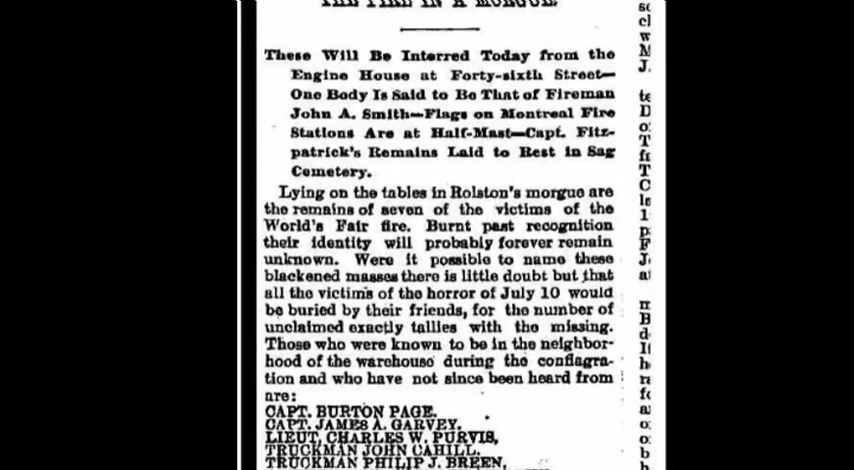 THE FIRE IN A MORGUE.
These Will Be Interred Today from the
Engine House at Forty-sixth Street—
One Body Is Said to Be That of Fireman
John A. Smith—Flags on Montreal Fire
Stations Are at Half-Mast—Capt. Fitz-
patrick's Remains Laid to Rest in Sag
Cemetery.
Lying on the tables in Rolston's morgue are
the remains of seven of the victims of the
World's Fair fire. Burnt past recognition
their identity will probably forever remain
unknown. Were it possible to name these
blackened masses there is little doubt but that
all the victims of the horror of July 10 would
be buried by their friends, for the number of
unclaimed exactly tallies with the missing.
Those who were known to be in the neighbor-
hood of the warehouse during the conflagra-
tion and who have not since been heard from
are:
CAPT. BURTON PAGE.
CAPT. JAMES A. GARVEY.
LIEUT. CHARLES W. PURVIS,
TRUCKMAN JOHN CAHILL.
TRUCKMAN PHILIP J. BREEN,